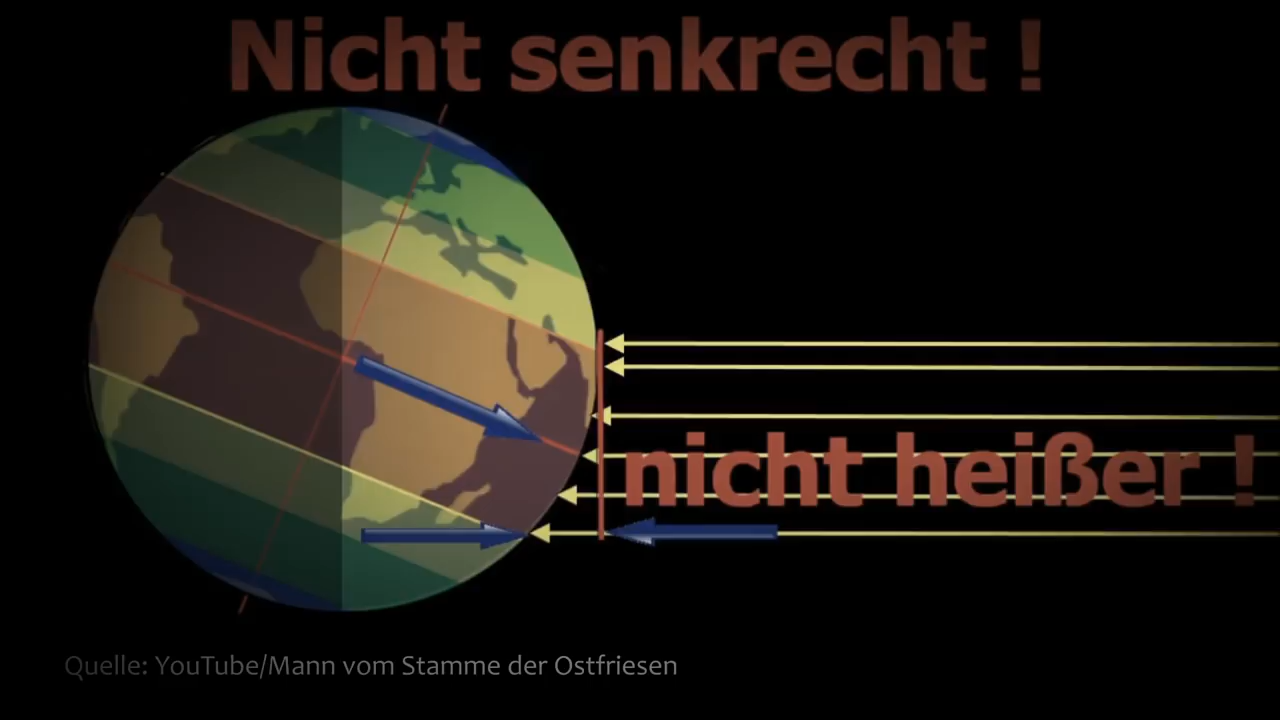 Nicht senkrecht !
nicht heißer !
Quelle: YouTube/Mann vom Stamme der Ostfriesen